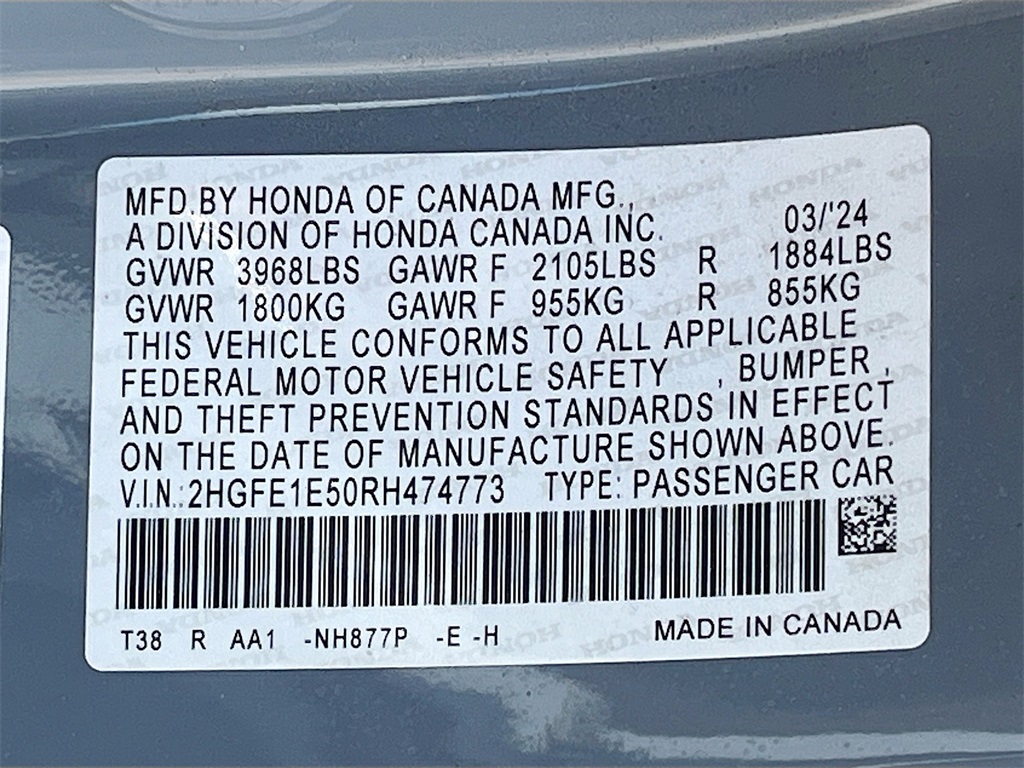 MFD.BY HONDA OF CANADA MFG.,
A DIVISION OF HONDA CANADA INC. 03/'24
GVWR 3968LBS GAWR F 2105LBS R 1884LBS
GVWR 1800KG GAWR F 955KG R 855KG
THIS VEHICLE CONFORMS TO ALL APPLICABLE
FEDERAL MOTOR VEHICLE SAFETY , BUMPER ,
AND THEFT PREVENTION STANDARDS IN EFFECT
ON THE DATE OF MANUFACTURE SHOWN ABOVE.
V.I.N.:2HGFE1E50RH474773 TYPE: PASSENGER CAR
T38 R AA1 -NH877P -E -H MADE IN CANADA